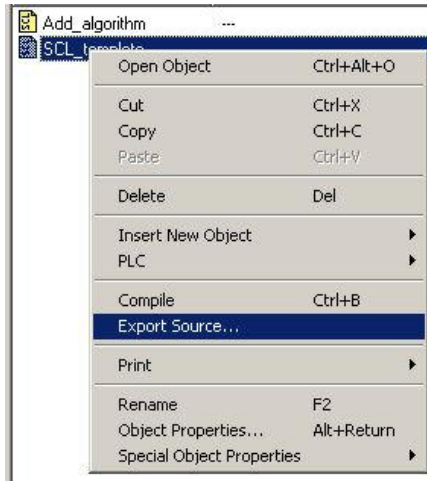 Add_algorithm ---
SCL_template
Open Object Ctrl+Alt+O
Cut Ctrl+X
Copy Ctrl+C
Paste Ctrl+V
Delete Del
Insert New Object
PLC
Compile Ctrl+B
Export Source...
Print
Rename F2
Object Properties... Alt+Return
Special Object Properties